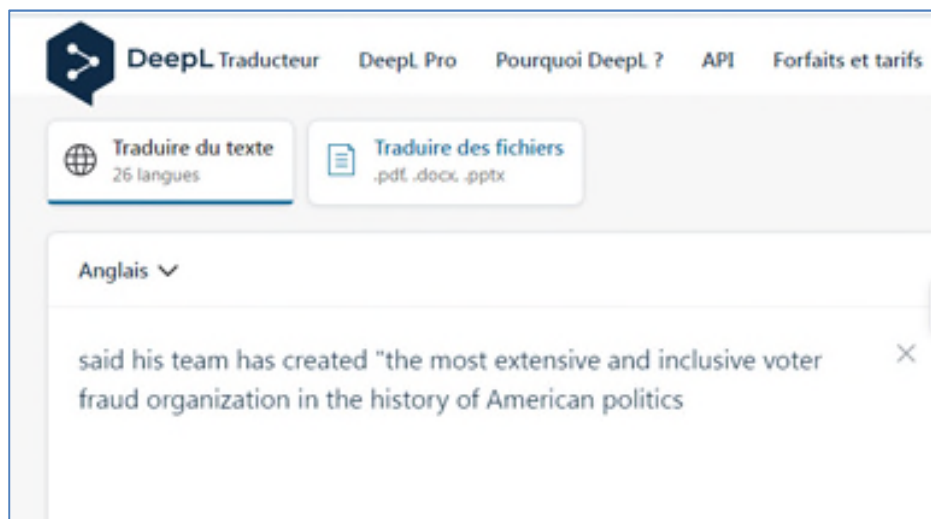 DeepL Traducteur DeepL Pro Pourquoi DeepL ? API Forfaits et tarifs
Traduire du texte
26 langues
Traduire des fichiers
.pdf, .docx, .pptx
Anglais
said his team has created "the most extensive and inclusive voter
fraud organization in the history of American politics